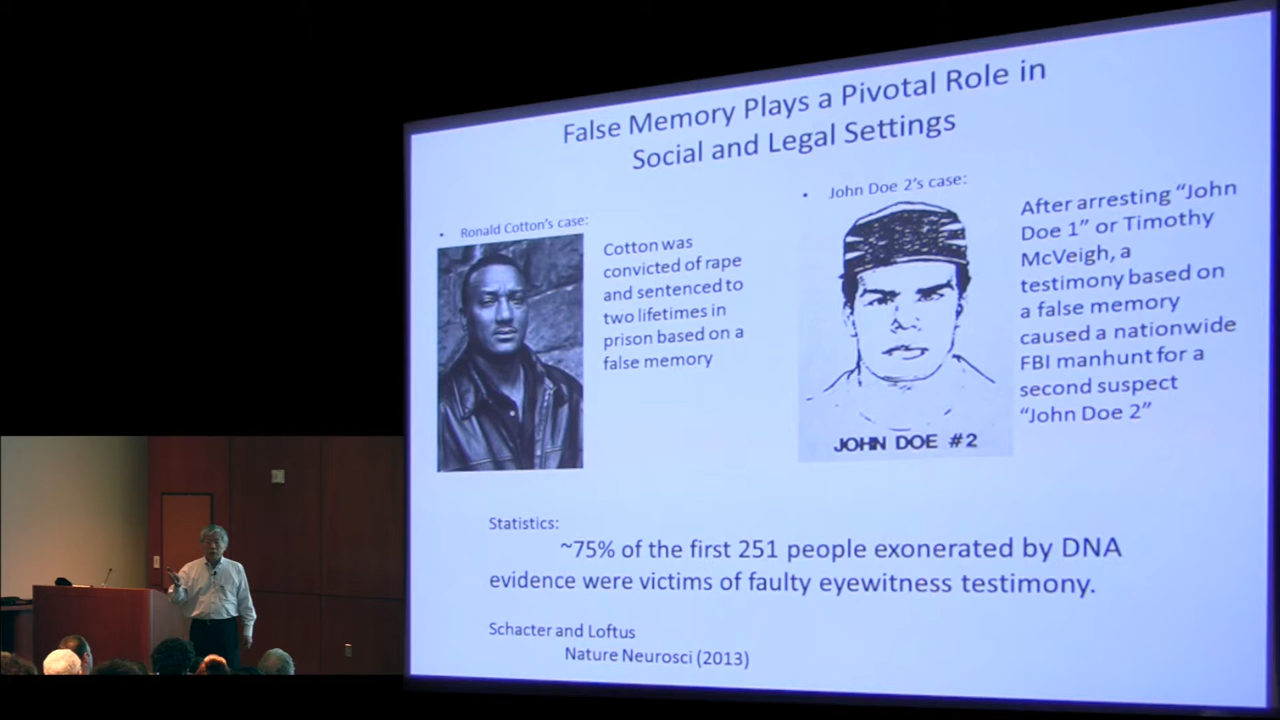 False Memory Plays a Pivotal Role in
Social and Legal Settings
• Ronald Cotton's case:
Cotton was
convicted of rape
and sentenced to
two lifetimes in
prison based on a
false memory
• John Doe 2's case:
JOHN DOE #2
After arresting “John
Doe 1” or Timothy
McVeigh, a
testimony based on
a false memory
caused a nationwide
FBI manhunt for a
second suspect
“John Doe 2”
Statistics:
~75% of the first 251 people exonerated by DNA
evidence were victims of faulty eyewitness testimony.
Schacter and Loftus
Nature Neurosci (2013)